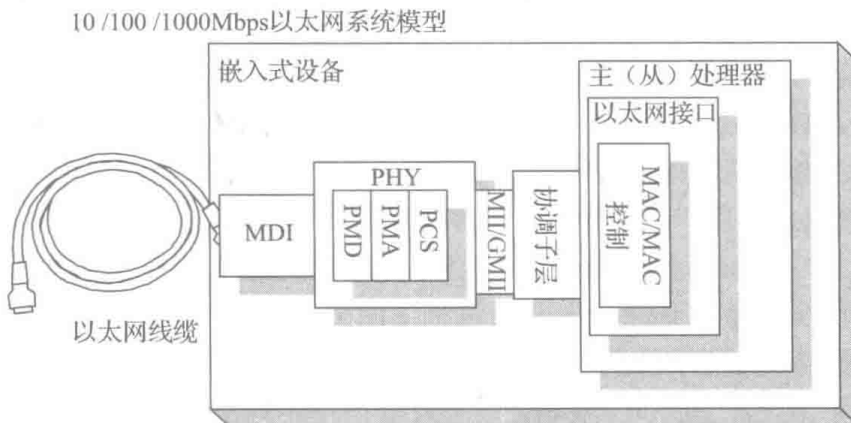 10 /100 /1000Mbps以太网系统模型
嵌入式设备
主（从）处理器
以太网接口
MAC/MAC
控制
协调子层
MII/GMII
PHY
PCS
PMA
PMD
MDI
以太网线缆